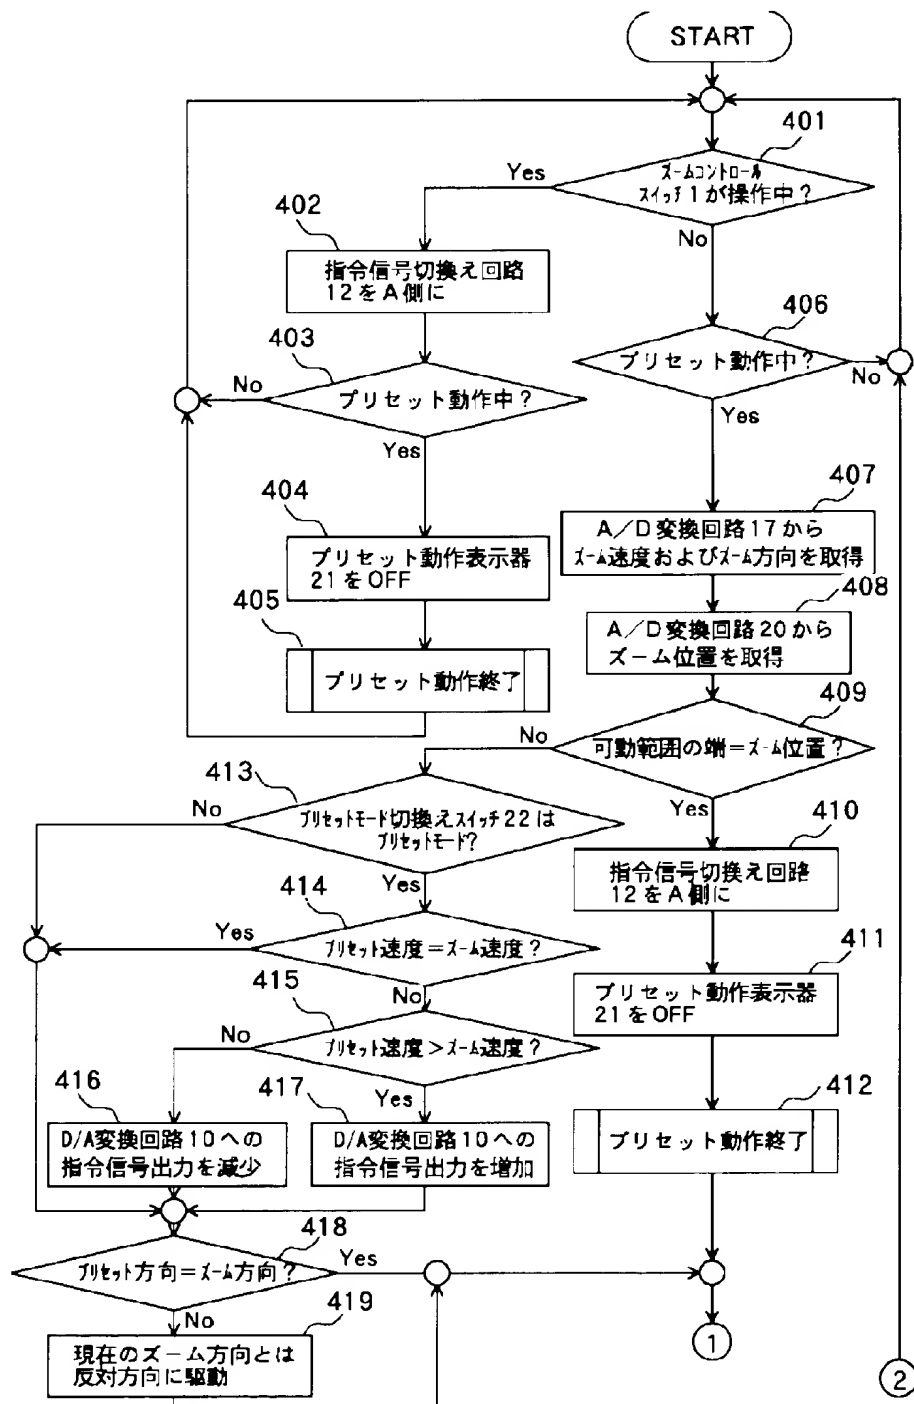 START
401
ズームコントロール
スイッチ1が操作中?
Yes
No
402
指令信号切換え回路
12をA側に
403
プリセット動作中?
No
Yes
404
プリセット動作表示器
21をOFF
405
プリセット動作終了
406
プリセット動作中?
No
Yes
407
A/D変換回路17から
ズーム速度およびズーム方向を取得
408
A/D変換回路20から
ズーム位置を取得
409
可動範囲の端=ズーム位置?
No
Yes
410
指令信号切換え回路
12をA側に
411
プリセット動作表示器
21をOFF
412
プリセット動作終了
413
プリセットモード切換えスイッチ22は
プリセットモード?
No
Yes
414
プリセット速度=ズーム速度?
Yes
No
415
プリセット速度>ズーム速度?
No
Yes
416
D/A変換回路10への
指令信号出力を減少
417
D/A変換回路10への
指令信号出力を増加
418
プリセット方向=ズーム方向?
Yes
No
419
現在のズーム方向とは
反対方向に駆動
1
2